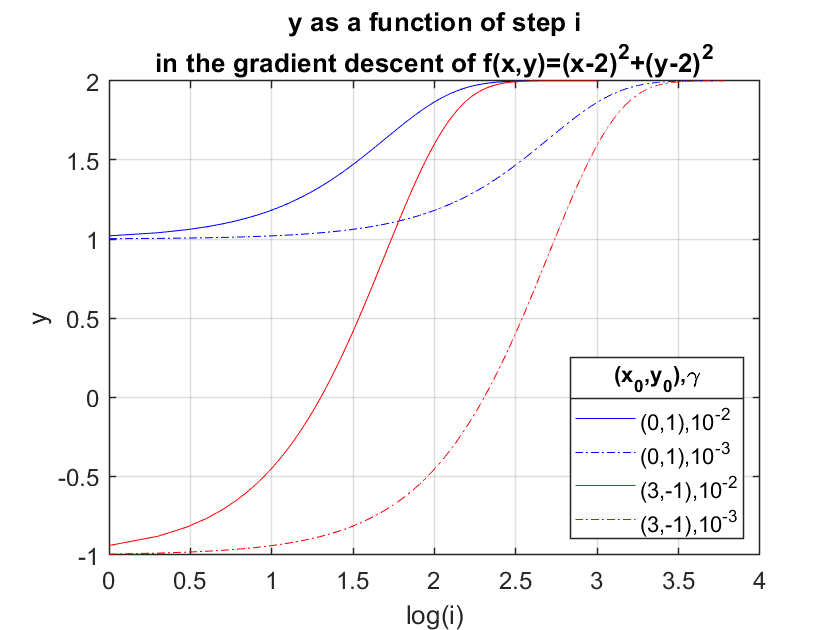 y as a function of step i
in the gradient descent of f(x,y)=(x-2)²+(y-2)²
2
1.5
1
0.5
0
-0.5
-1
y
0 0.5 1 1.5 2 2.5 3 3.5 4
log(i)
(x₀,y₀),γ
(0,1),10⁻²
(0,1),10⁻³
(3,-1),10⁻²
(3,-1),10⁻³